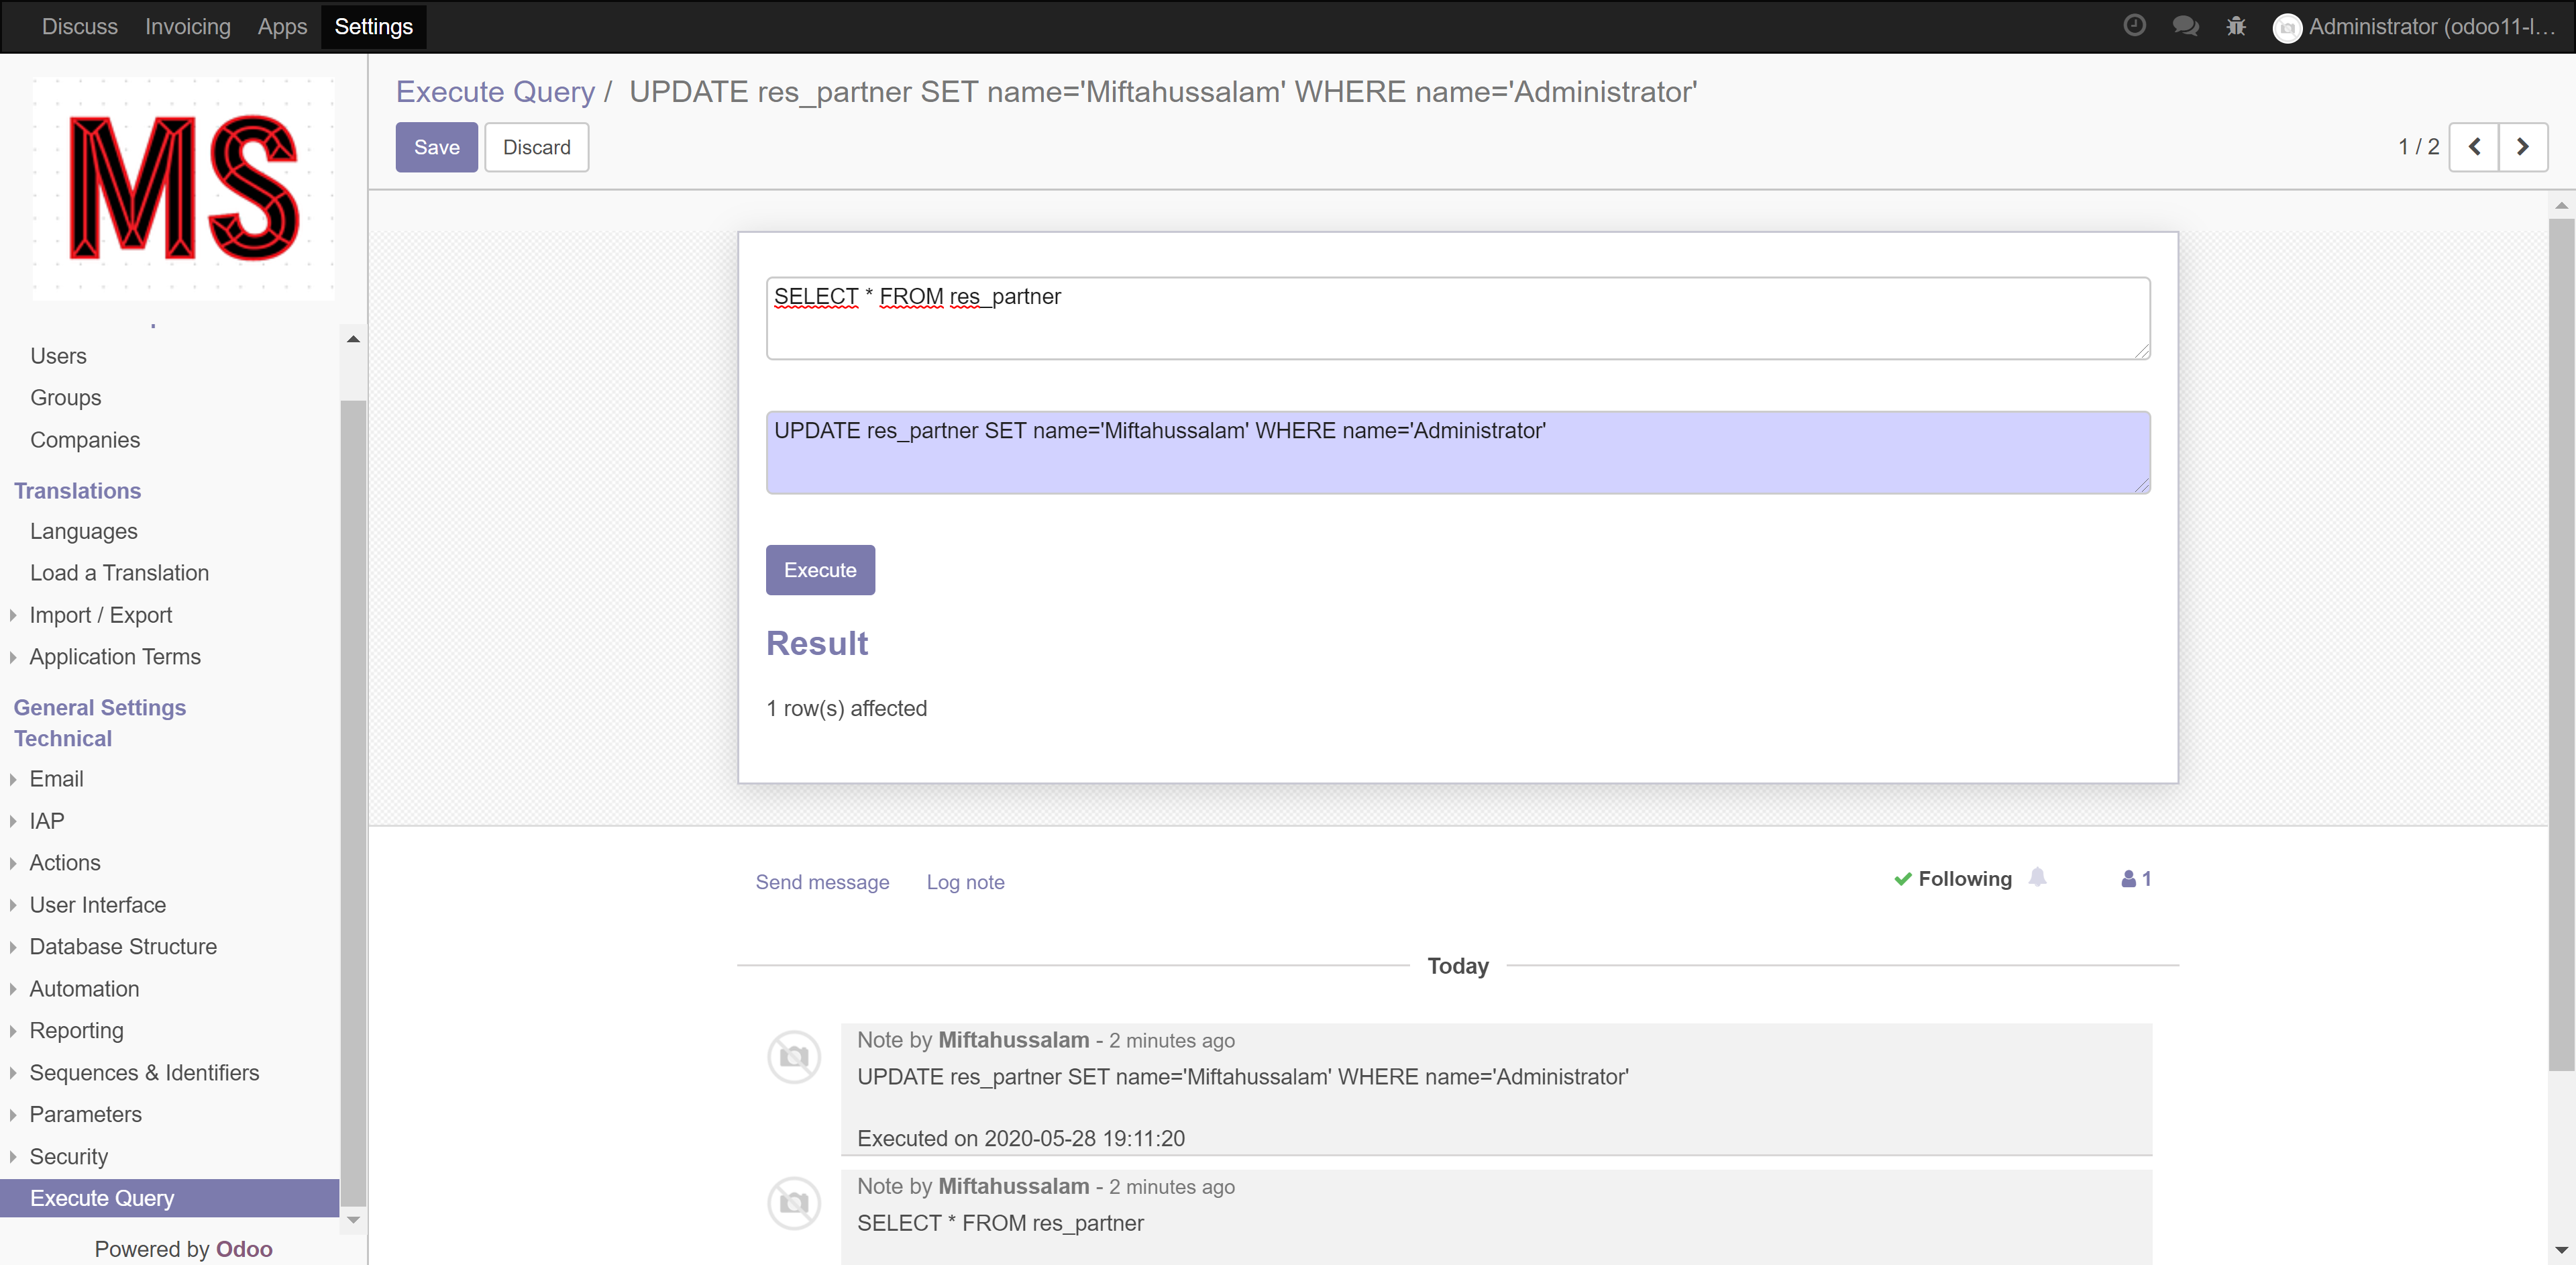 Discuss Invoicing Apps Settings
Administrator (odoo11-l...
MS
Users
Groups
Companies
Translations
Languages
Load a Translation
Import / Export
Application Terms
General Settings
Technical
Email
IAP
Actions
User Interface
Database Structure
Automation
Reporting
Sequences & Identifiers
Parameters
Security
Execute Query
Powered by Odoo
Execute Query / UPDATE res_partner SET name='Miftahussalam' WHERE name='Administrator'
Save Discard
1 / 2
SELECT * FROM res_partner
UPDATE res_partner SET name='Miftahussalam' WHERE name='Administrator'
Execute
Result
1 row(s) affected
Send message Log note
Following 1
Today
Note by Miftahussalam - 2 minutes ago
UPDATE res_partner SET name='Miftahussalam' WHERE name='Administrator'
Executed on 2020-05-28 19:11:20
Note by Miftahussalam - 2 minutes ago
SELECT * FROM res_partner